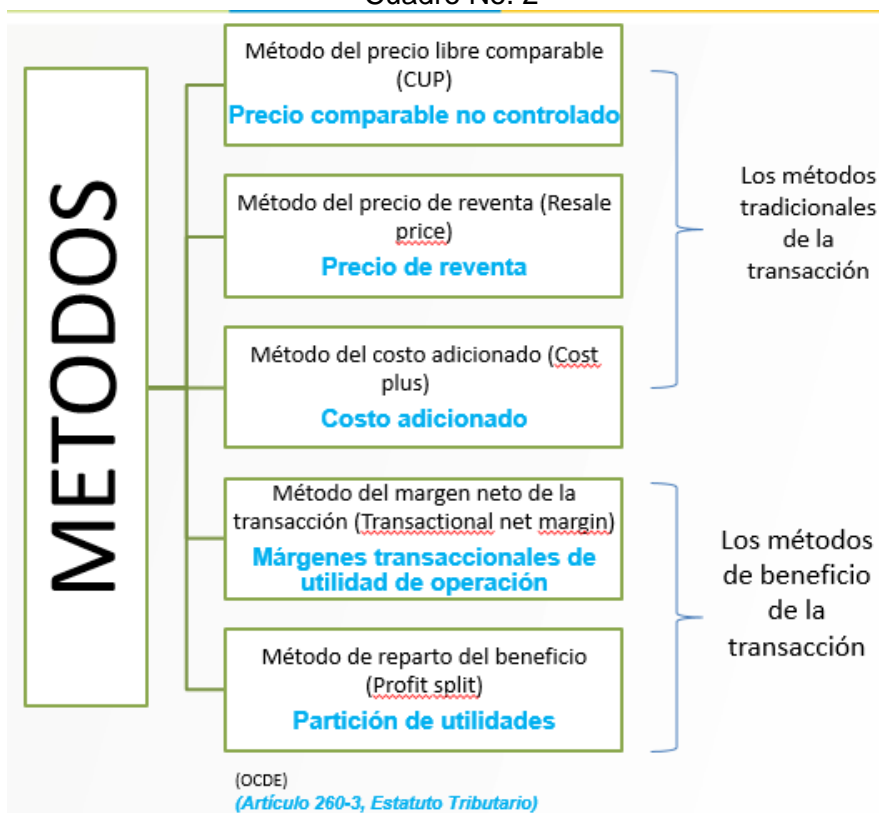 Cuadro No. 2
METODOS
Método del precio libre comparable
(CUP)
Precio comparable no controlado
Método del precio de reventa (Resale
price)
Precio de reventa
Método del costo adicionado (Cost
plus)
Costo adicionado
Método del margen neto de la
transacción (Transactional net margin)
Márgenes transaccionales de
utilidad de operación
Método de reparto del beneficio
(Profit split)
Partición de utilidades
Los métodos
tradicionales
de la
transacción
Los métodos
de beneficio
de la
transacción
(OCDE)
(Artículo 260-3, Estatuto Tributario)